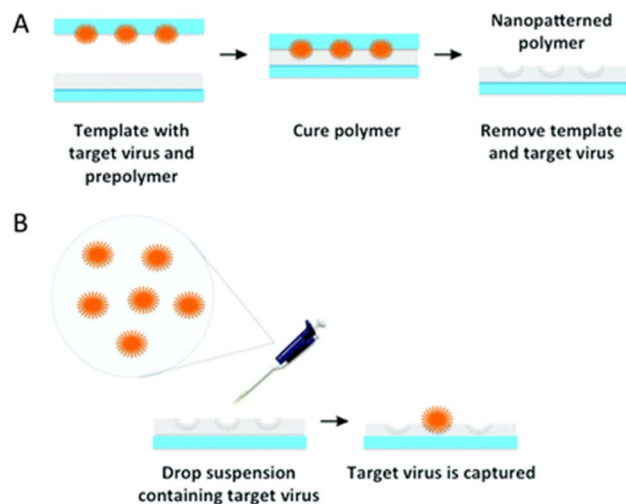 A
Nanopatterned
polymer
Template with
target virus and
prepolymer
Cure polymer
Remove template
and target virus
B
Drop suspension
containing target virus
Target virus is captured